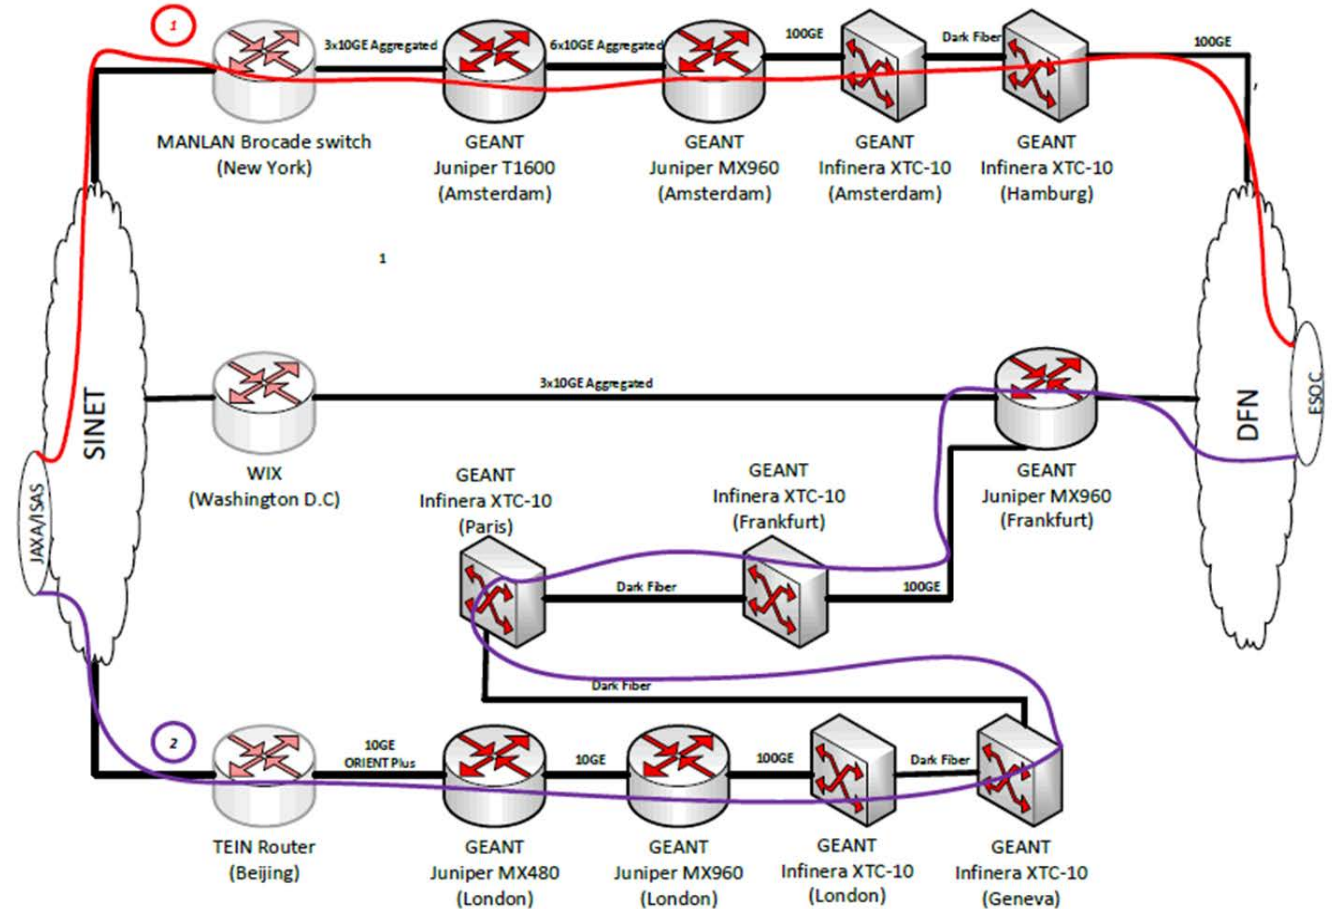 1
3x10GE Aggregated
6x10GE Aggregated
100GE
Dark Fiber
100GE
MANLAN Brocade switch
(New York)
GEANT
Juniper T1600
(Amsterdam)
GEANT
Juniper MX960
(Amsterdam)
GEANT
Infinera XTC-10
(Amsterdam)
GEANT
Infinera XTC-10
(Hamburg)
1
SINET
3x10GE Aggregated
DFN
ESOC
JAXA/ISAS
WIX
(Washington D.C)
GEANT
Infinera XTC-10
(Paris)
GEANT
Infinera XTC-10
(Frankfurt)
GEANT
Juniper MX960
(Frankfurt)
Dark Fiber
100GE
Dark Fiber
2
10GE
ORIENT Plus
10GE
100GE
Dark Fiber
TEIN Router
(Beijing)
GEANT
Juniper MX480
(London)
GEANT
Juniper MX960
(London)
GEANT
Infinera XTC-10
(London)
GEANT
Infinera XTC-10
(Geneva)